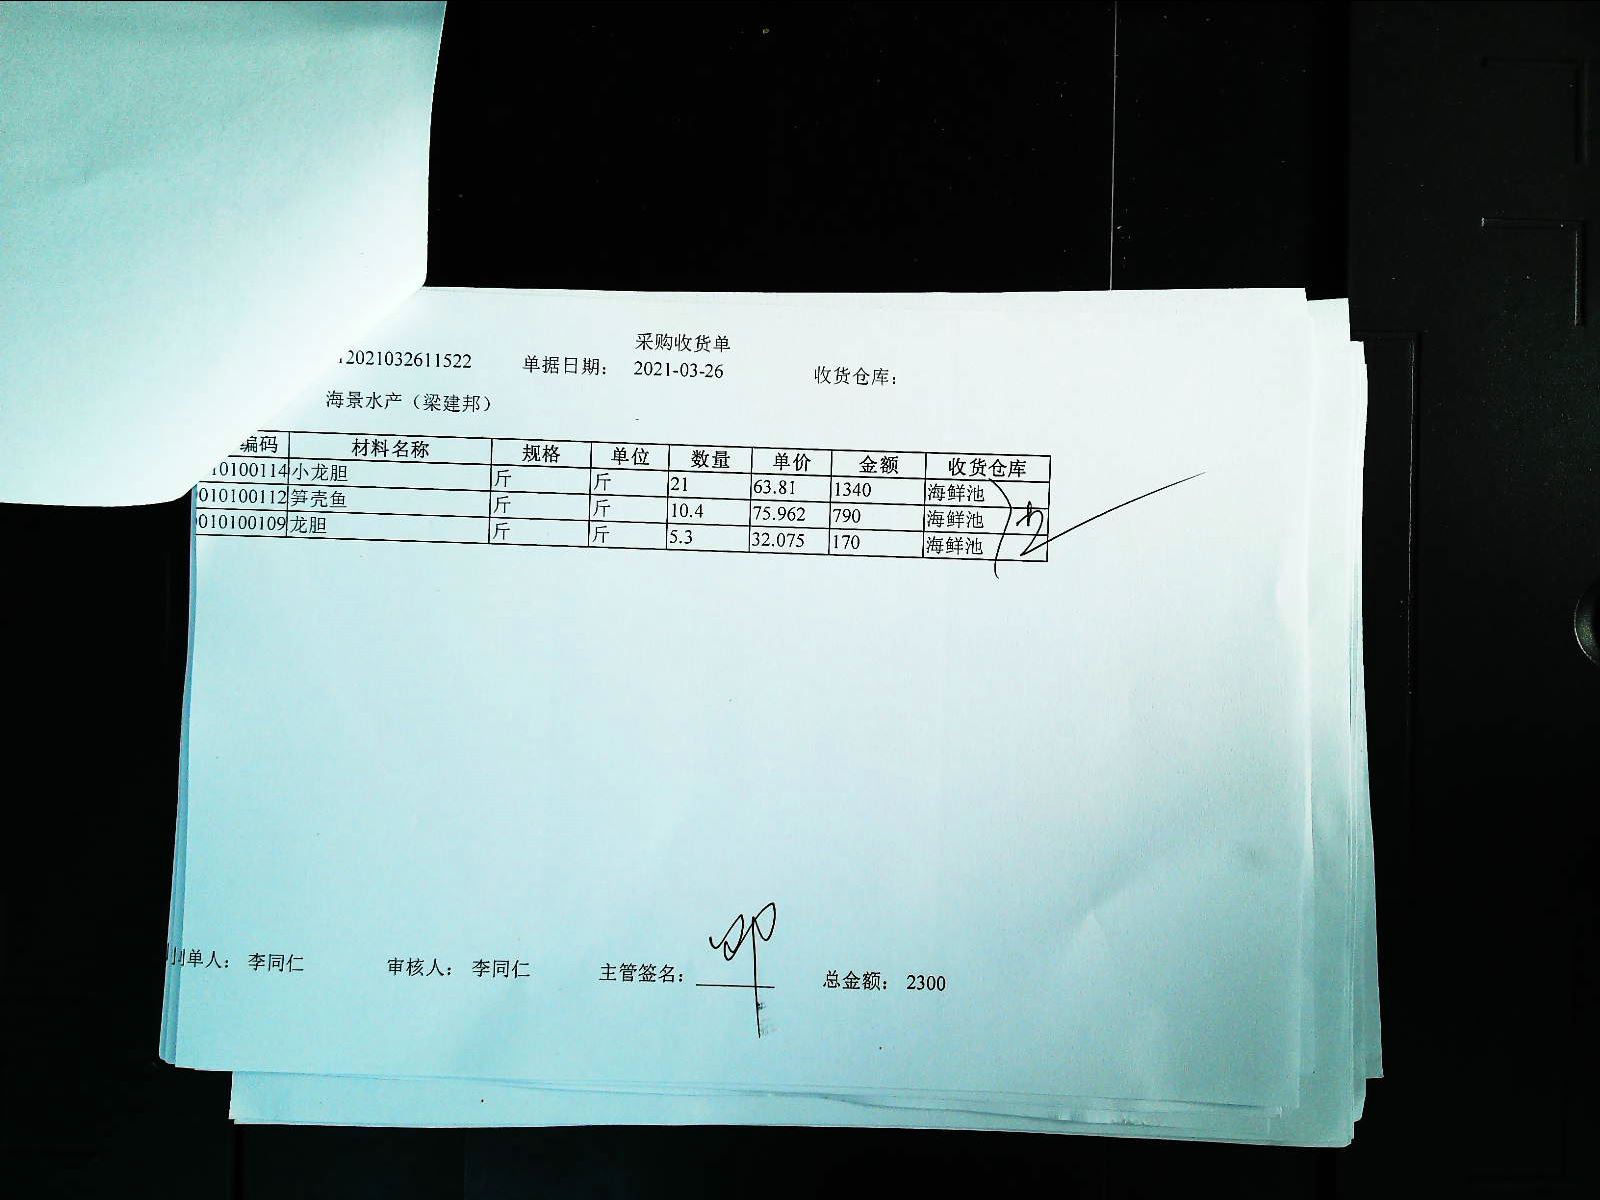 采购收货单
12021032611522 单据日期： 2021-03-26 收货仓库：
海景水产（梁建邦）
编码 材料名称 规格 单位 数量 单价 金额 收货仓库
10100114 小龙胆 斤 斤 21 63.81 1340 海鲜池
010100112 笋壳鱼 斤 斤 10.4 75.962 790 海鲜池
010100109 龙胆 斤 斤 5.3 32.075 170 海鲜池
单人： 李同仁 审核人： 李同仁 主管签名： 总金额： 2300